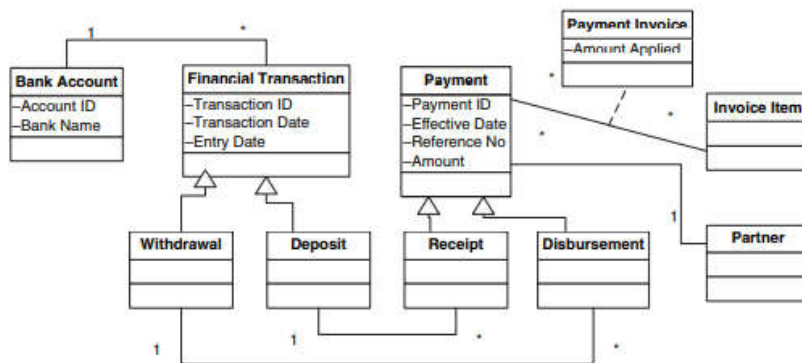 1
*
Payment Invoice
–Amount Applied
Bank Account
–Account ID
–Bank Name
Financial Transaction
–Transaction ID
–Transaction Date
–Entry Date
Payment
–Payment ID
–Effective Date
–Reference No
–Amount
*
*
*
Invoice Item
1
Partner
Withdrawal
Deposit
Receipt
Disbursement
1
1
*
*